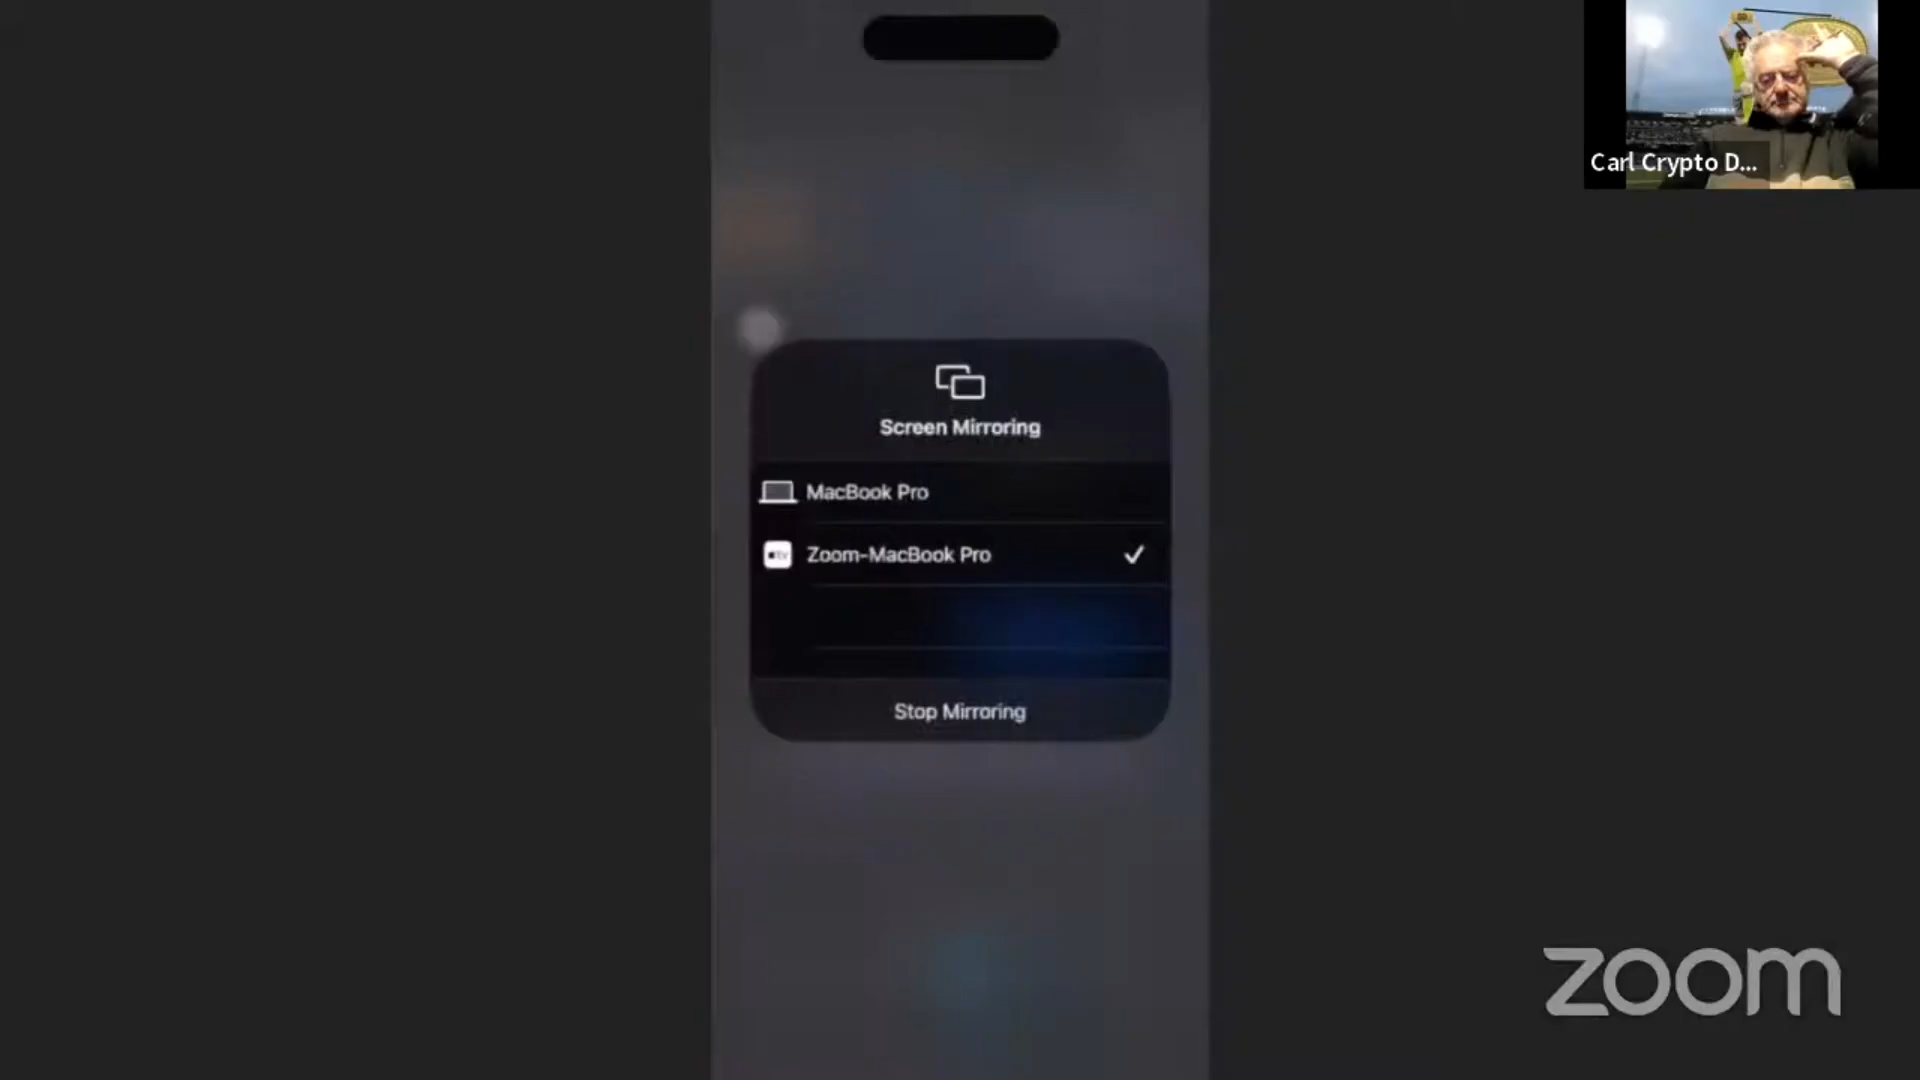 Carl Crypto D...
Screen Mirroring
MacBook Pro
Zoom-MacBook Pro
Stop Mirroring
zoom